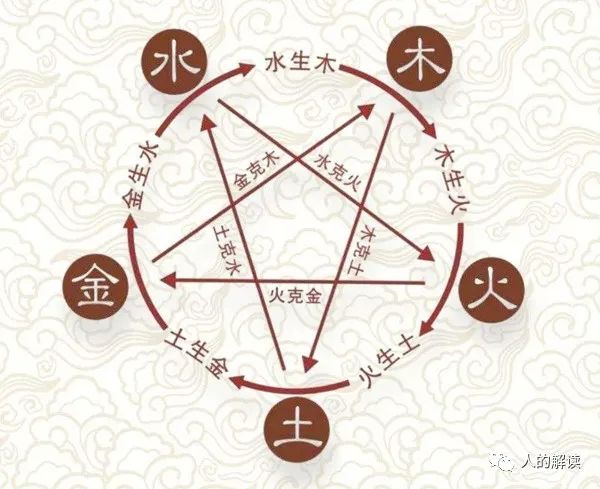 水
水生木
木
木生火
火
火生土
土
土生金
金
金生水
金克木
水克火
土克水
木克土
火克金
人的解读